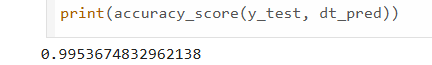 print(accuracy_score(y_test, dt_pred))
0.9953674832962138